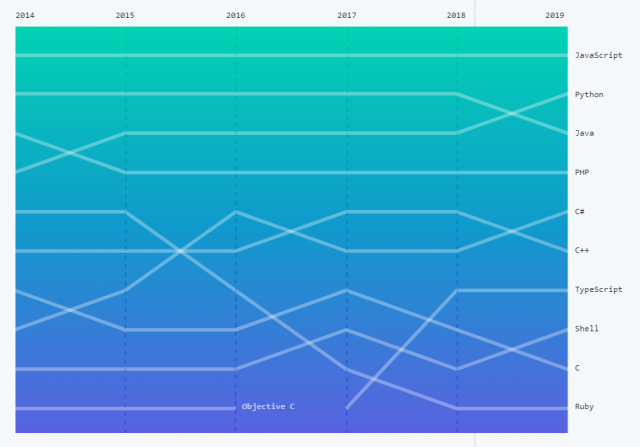 2014 2015 2016 2017 2018 2019
JavaScript
Python
Java
PHP
C#
C++
TypeScript
Shell
C
Objective C Ruby